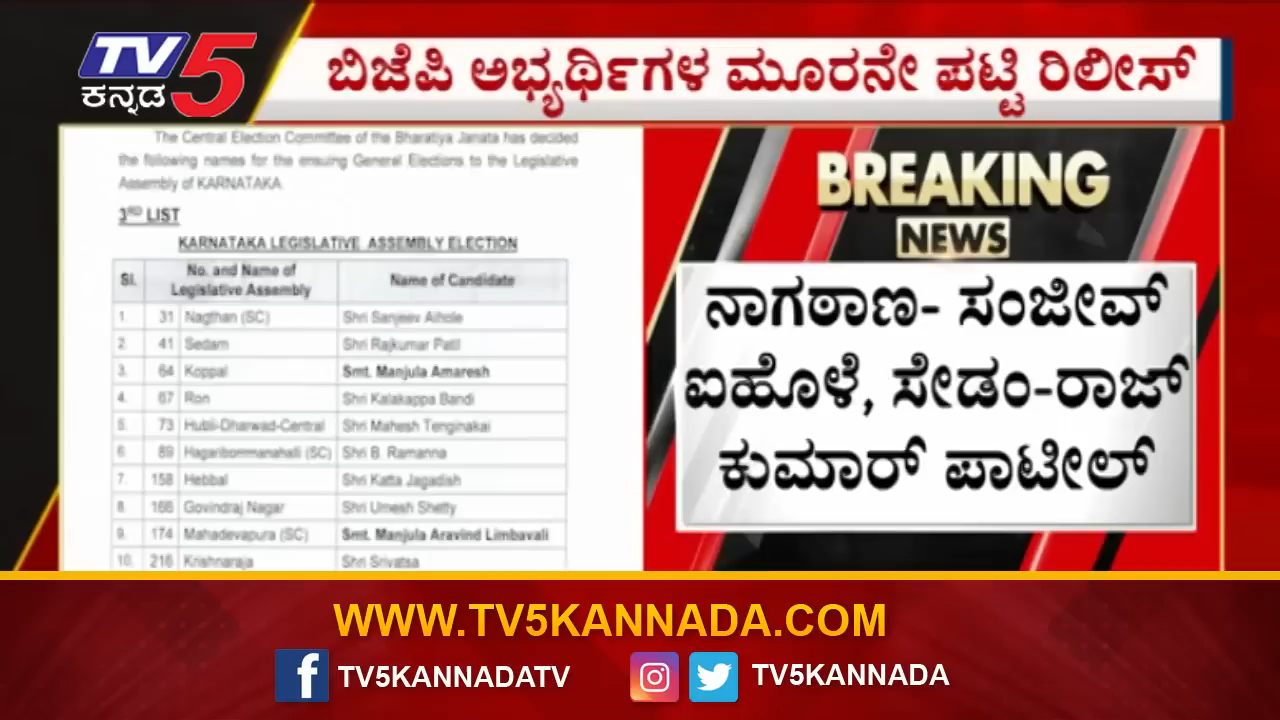 TV5
ಕನ್ನಡ
ಬಿಜೆಪಿ ಅಭ್ಯರ್ಥಿಗಳ ಮೂರನೇ ಪಟ್ಟಿ ರಿಲೀಸ್
The Central Election Committee of the Bharatiya Janata has decided
the following names for the ensuing General Elections to the Legislative
Assembly of KARNATAKA
3RD LIST
KARNATAKA LEGISLATIVE ASSEMBLY ELECTION
Sl. No. and Name of Legislative Assembly Name of Candidate
1. 31 Nagthan (SC) Shri Sanjeev Aihole
2. 41 Sedam Shri Rajkumar Patil
3. 64 Koppal Smt. Manjula Amaresh
4. 67 Ron Shri Kalakappa Bandi
5. 73 Hubli-Dharwad-Central Shri Mahesh Tenginakai
6. 89 Hagaribommanahalli (SC) Shri B. Ramanna
7. 158 Hebbal Shri Katta Jagadish
8. 166 Govindraj Nagar Shri Umesh Shetty
9. 174 Mahadevapura (SC) Smt. Manjula Aravind Limbavali
10. 216 Krishnaraja Shri Srivatsa
BREAKING
NEWS
ನಾಗಠಾಣ- ಸಂಜೀವ್
ಐಹೊಳೆ, ಸೇಡಂ-ರಾಜ್
ಕುಮಾರ್ ಪಾಟೀಲ್
WWW.TV5KANNADA.COM
TV5KANNADATV
TV5KANNADA